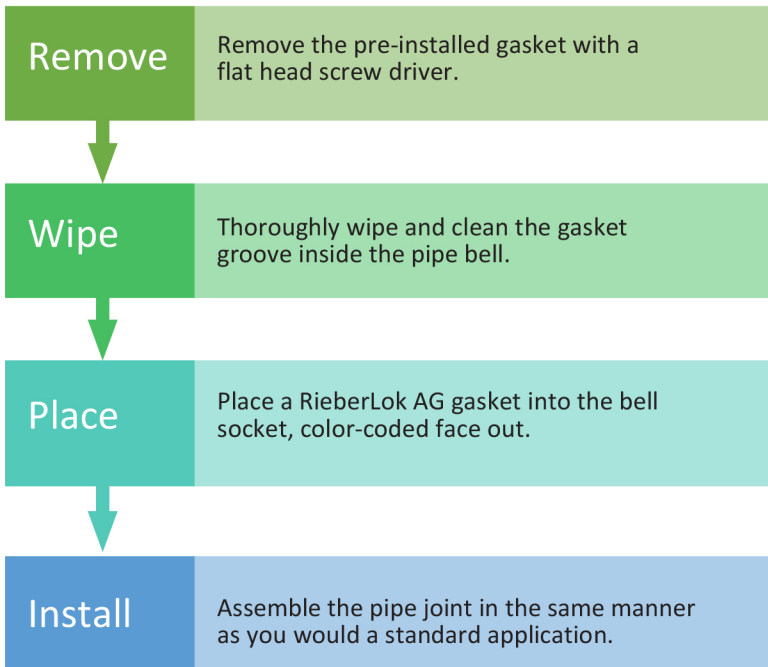 Remove
Remove the pre-installed gasket with a
flat head screw driver.
Wipe
Thoroughly wipe and clean the gasket
groove inside the pipe bell.
Place
Place a RieberLok AG gasket into the bell
socket, color-coded face out.
Install
Assemble the pipe joint in the same manner
as you would a standard application.